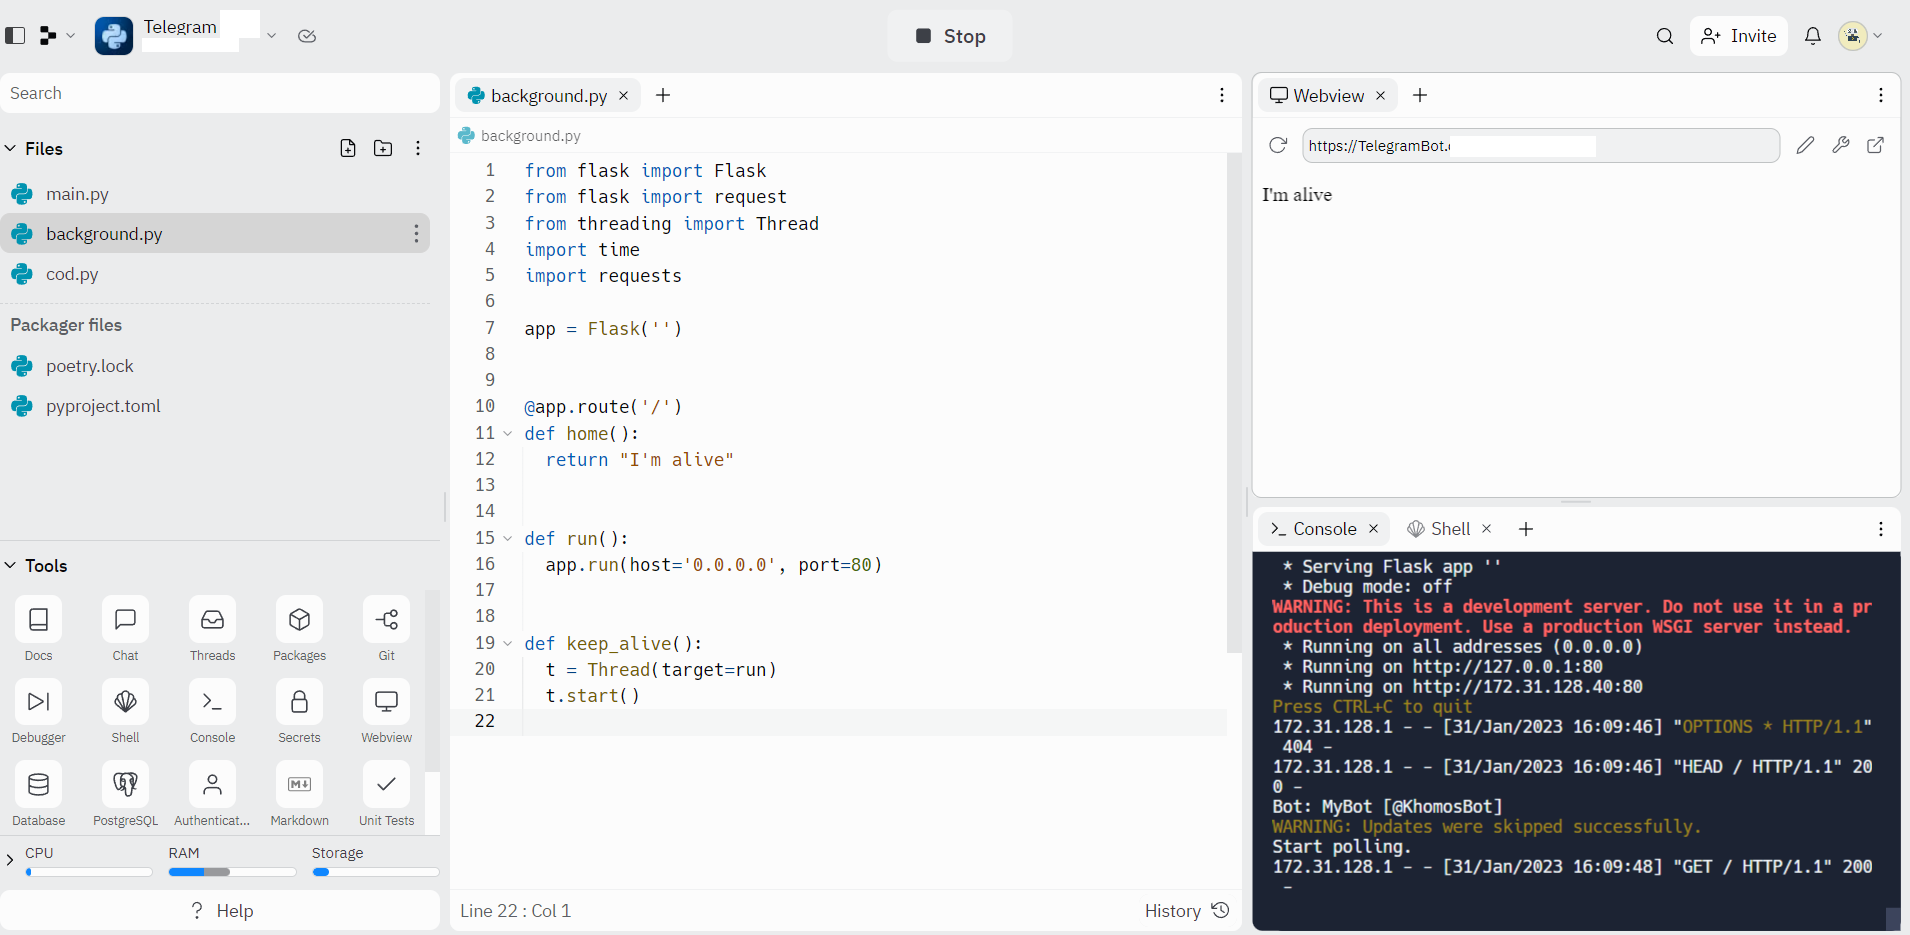 Telegram
Stop
Invite
Search
Files
main.py
background.py
cod.py
Packager files
poetry.lock
pyproject.toml
Tools
Docs
Chat
Threads
Packages
Git
Debugger
Shell
Console
Secrets
Webview
Database
PostgreSQL
Authenticat...
Markdown
Unit Tests
CPU
RAM
Storage
? Help
background.py
background.py
1 from flask import Flask
2 from flask import request
3 from threading import Thread
4 import time
5 import requests
6
7 app = Flask('')
8
9
10 @app.route('/')
11 def home():
12   return "I'm alive"
13
14
15 def run():
16   app.run(host='0.0.0.0', port=80)
17
18
19 def keep_alive():
20   t = Thread(target=run)
21   t.start()
22
Line 22 : Col 1
History
Webview
https://TelegramBot.
I'm alive
Console
Shell
* Serving Flask app ''
* Debug mode: off
WARNING: This is a development server. Do not use it in a pr
oduction deployment. Use a production WSGI server instead.
* Running on all addresses (0.0.0.0)
* Running on http://127.0.0.1:80
* Running on http://172.31.128.40:80
Press CTRL+C to quit
172.31.128.1 - - [31/Jan/2023 16:09:46] "OPTIONS * HTTP/1.1"
404 -
172.31.128.1 - - [31/Jan/2023 16:09:46] "HEAD / HTTP/1.1" 20
0 -
Bot: MyBot [@KhomosBot]
WARNING: Updates were skipped successfully.
Start polling.
172.31.128.1 - - [31/Jan/2023 16:09:48] "GET / HTTP/1.1" 200
-